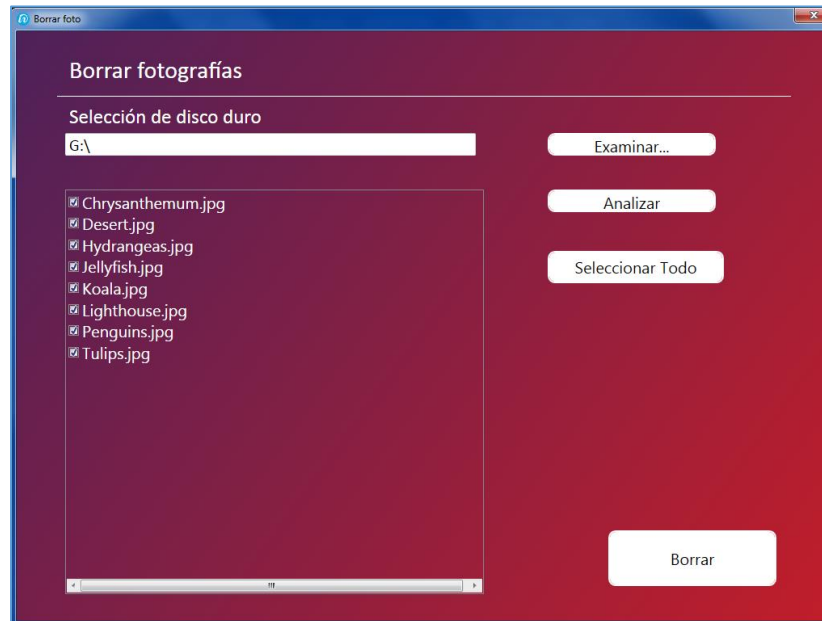 Borrar foto
Borrar fotografías
Selección de disco duro
G:\
Examinar...
Chrysanthemum.jpg
Desert.jpg
Hydrangeas.jpg
Jellyfish.jpg
Koala.jpg
Lighthouse.jpg
Penguins.jpg
Tulips.jpg
Analizar
Seleccionar Todo
Borrar